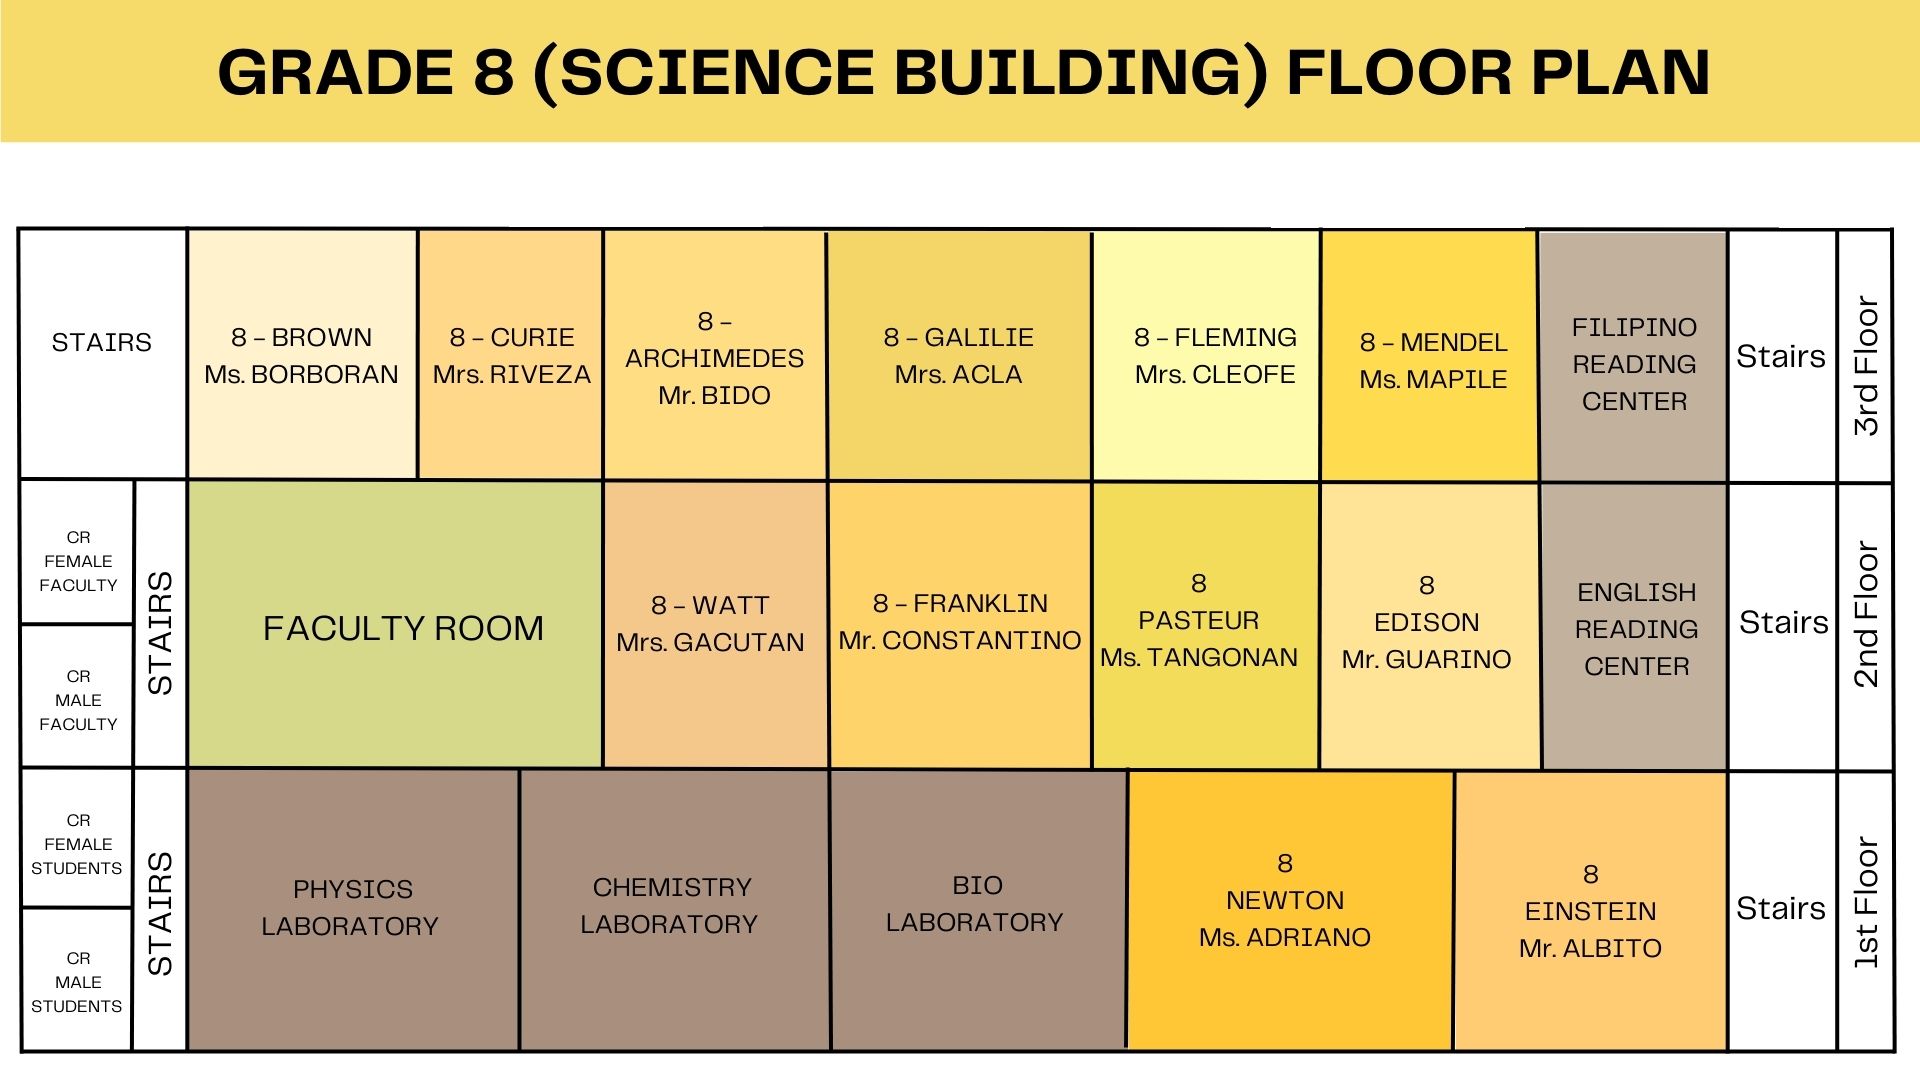 GRADE 8 (SCIENCE BUILDING) FLOOR PLAN
STAIRS
8 – BROWN
Ms. BORBORAN
8 – CURIE
Mrs. RIVEZA
8 –
ARCHIMEDES
Mr. BIDO
8 – GALILIE
Mrs. ACLA
8 – FLEMING
Mrs. CLEOFE
8 – MENDEL
Ms. MAPILE
FILIPINO
READING
CENTER
Stairs
3rd Floor
CR
FEMALE
FACULTY
CR
MALE
FACULTY
STAIRS
FACULTY ROOM
8 – WATT
Mrs. GACUTAN
8 – FRANKLIN
Mr. CONSTANTINO
8
PASTEUR
Ms. TANGONAN
8
EDISON
Mr. GUARINO
ENGLISH
READING
CENTER
Stairs
2nd Floor
CR
FEMALE
STUDENTS
CR
MALE
STUDENTS
STAIRS
PHYSICS
LABORATORY
CHEMISTRY
LABORATORY
BIO
LABORATORY
8
NEWTON
Ms. ADRIANO
8
EINSTEIN
Mr. ALBITO
Stairs
1st Floor